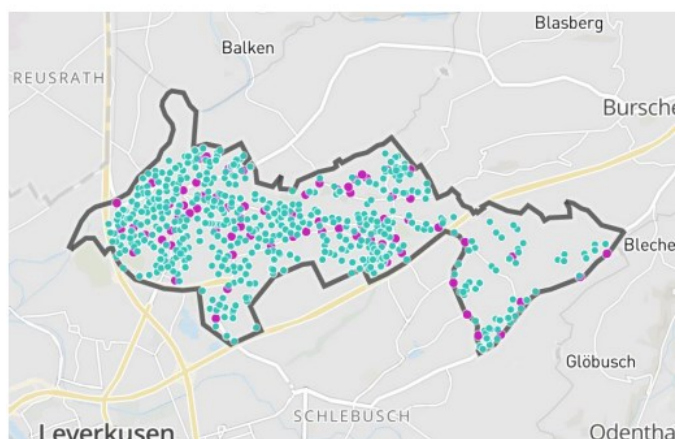 Blasberg
Balken
REUSRATH
Bursche
Bleche
Glöbusch
SCHLEBUSCH
Leverkusen
Odentha